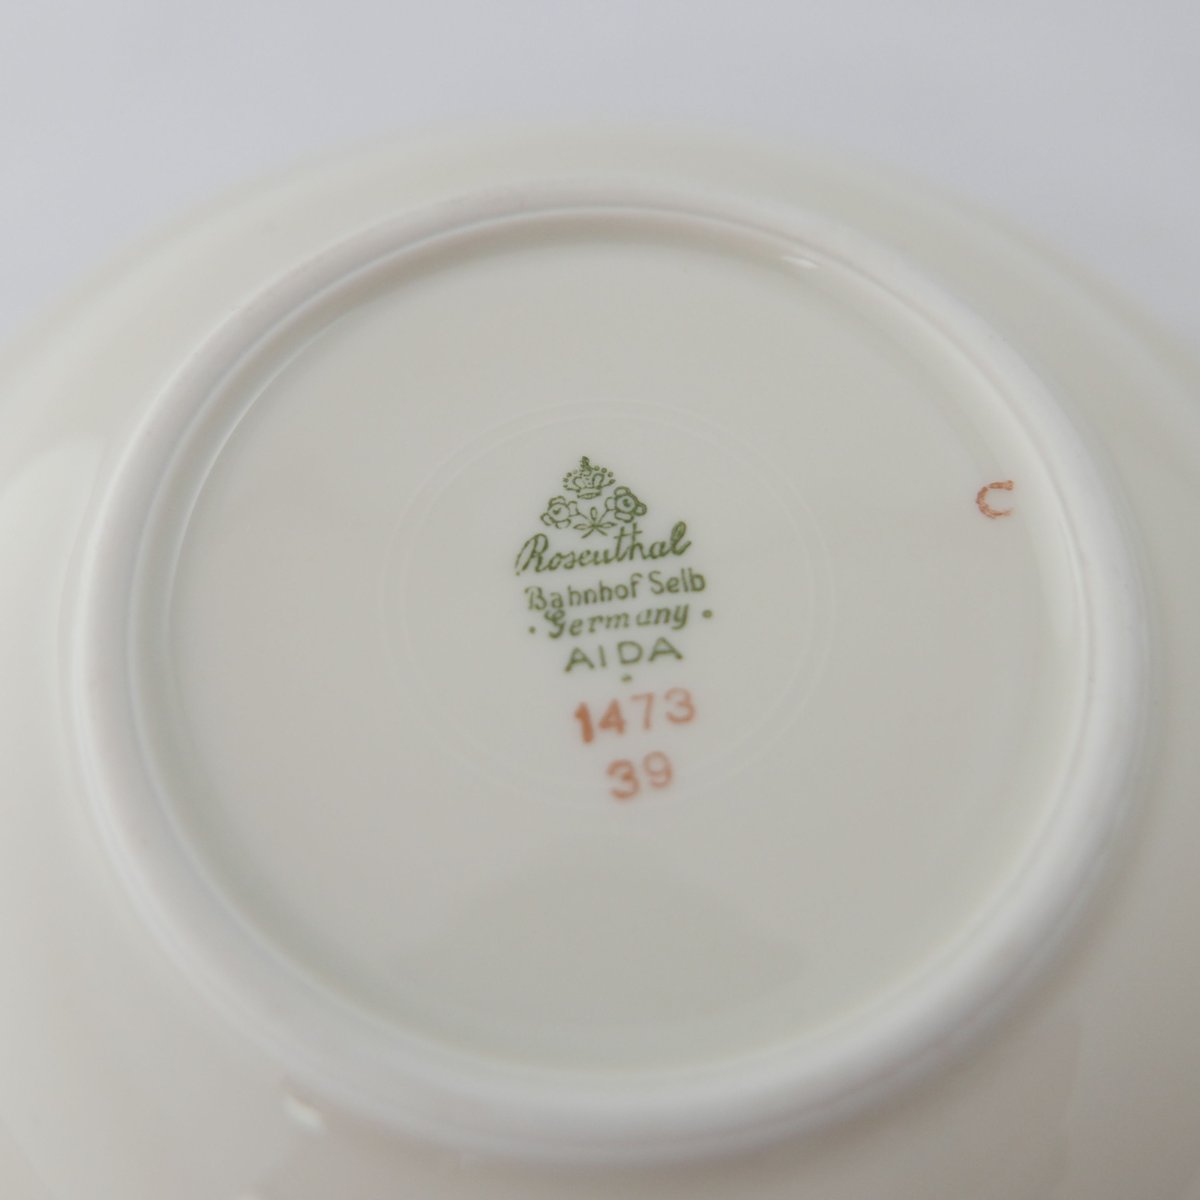 Rosenthal
Bahnhof Selb
· Germany ·
AIDA
1473
39
C